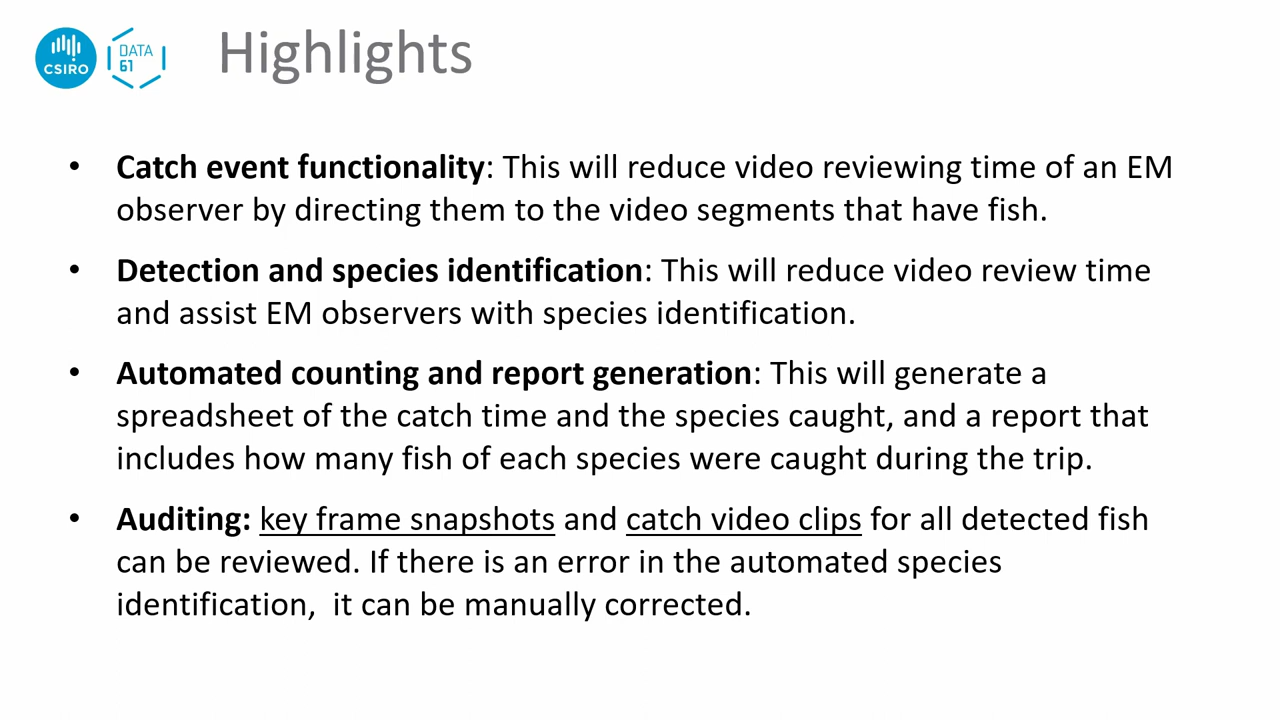 CSIRO
DATA
61
Highlights
• Catch event functionality: This will reduce video reviewing time of an EM
observer by directing them to the video segments that have fish.
• Detection and species identification: This will reduce video review time
and assist EM observers with species identification.
• Automated counting and report generation: This will generate a
spreadsheet of the catch time and the species caught, and a report that
includes how many fish of each species were caught during the trip.
• Auditing: key frame snapshots and catch video clips for all detected fish
can be reviewed. If there is an error in the automated species
identification,  it can be manually corrected.